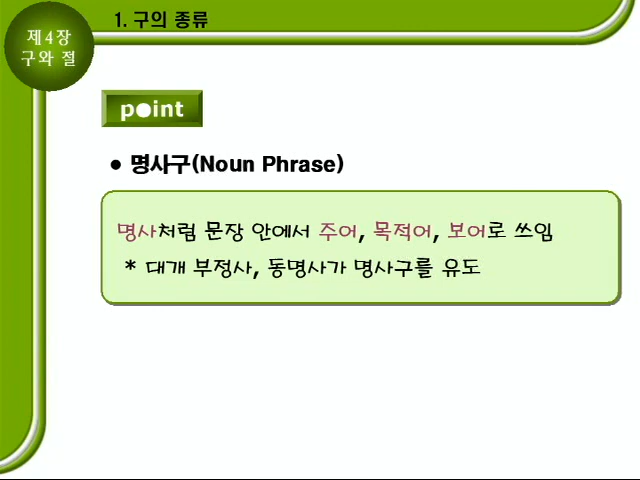 제4장
구와 절
1. 구의 종류
point
● 명사구(Noun Phrase)
명사처럼 문장 안에서 주어, 목적어, 보어로 쓰임
* 대개 부정사, 동명사가 명사구를 유도